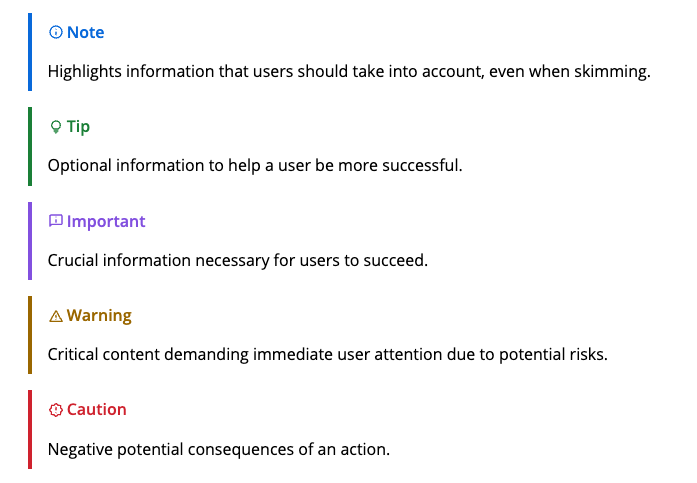 Note
Highlights information that users should take into account, even when skimming.
Tip
Optional information to help a user be more successful.
Important
Crucial information necessary for users to succeed.
Warning
Critical content demanding immediate user attention due to potential risks.
Caution
Negative potential consequences of an action.